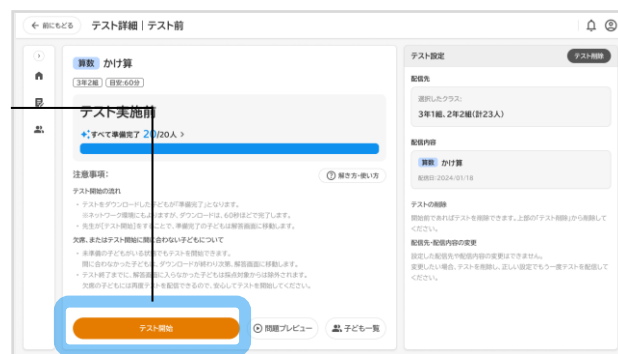 ← 前にもどる
テスト詳細｜テスト前
算数 かけ算
3年2組 目安:60分
テスト実施前
すべて準備完了 20/20人 >
注意事項:
解き方・使い方
テスト開始の流れ
・テストをダウンロードした子どもが「準備完了」となります。
※ネットワーク環境にもよりますが、ダウンロードは、60秒ほどで完了します。
・先生が[テスト開始]をすることで、準備完了の子どもは解答画面に移動します。
欠席、またはテスト開始に間に合わない子どもについて
・未準備の子どもがいる状態でもテストを開始できます。
間に合わなかった子どもは、ダウンロードが終わり次第、解答画面に移動します。
・テスト終了までに、解答画面に入らなかった子どもは採点対象からは除外されます。
欠席の子どもには再度テストを配信できるので、安心してテストを開始してください。
テスト開始
問題プレビュー
子ども一覧
テスト設定
テスト削除
配信先
選択したクラス:
3年1組、2年2組(計23人)
配信内容
算数 かけ算
配信日:2024/01/18
テストの削除
開始前であればテストを削除できます。上部の「テスト削除」から削除して
ください。
配信先・配信内容の変更
設定した配信先や配信内容の変更はできません。
変更したい場合、テストを削除し、正しい設定でもう一度テストを配信して
ください。